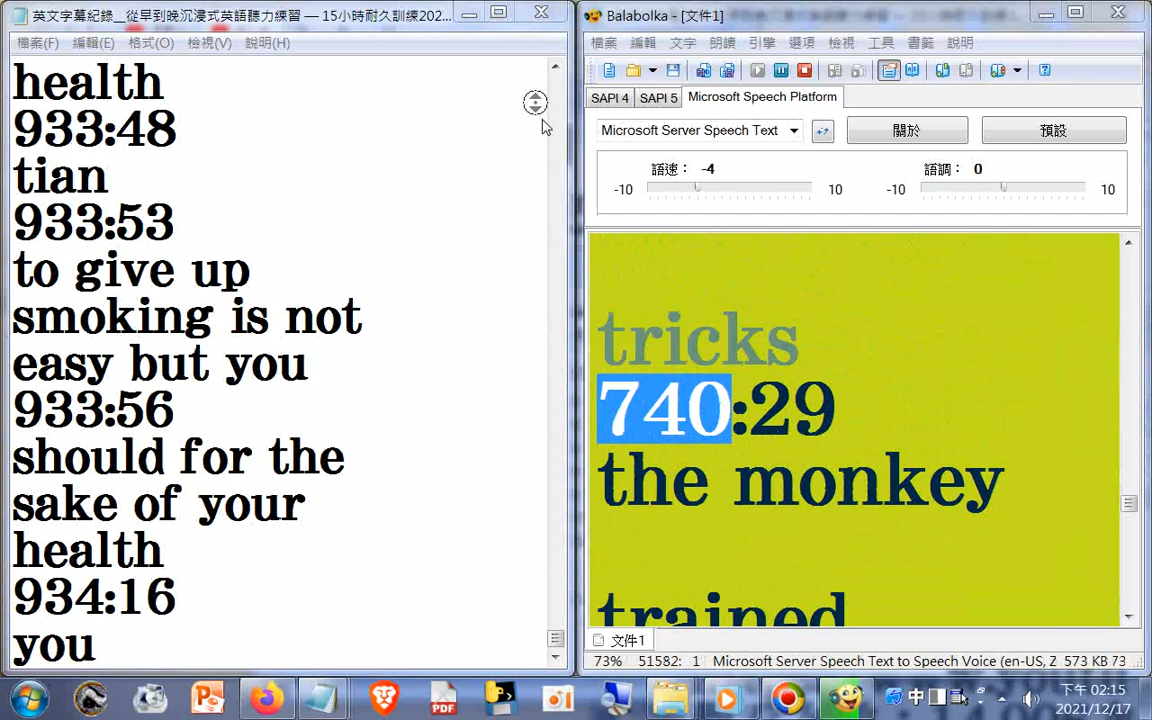 英文字幕紀錄__從早到晚沉浸式英語聽力練習 — 15小時耐久訓練202...
檔案(F) 編輯(E) 格式(O) 檢視(V) 說明(H)
health
933:48
tian
933:53
to give up
smoking is not
easy but you
933:56
should for the
sake of your
health
934:16
you
Balabolka - [文件1]
檔案 編輯 文字 朗讀 引擎 選項 檢視 工具 書籤 說明
SAPI 4 SAPI 5 Microsoft Speech Platform
Microsoft Server Speech Text 關於 預設
語速： -4 語調： 0
-10 10 -10 10
tricks
740:29
the monkey
trained
文件1
73% 51582: 1 Microsoft Server Speech Text to Speech Voice (en-US, Z 573 KB 73
PDF 中 下午 02:15
2021/12/17